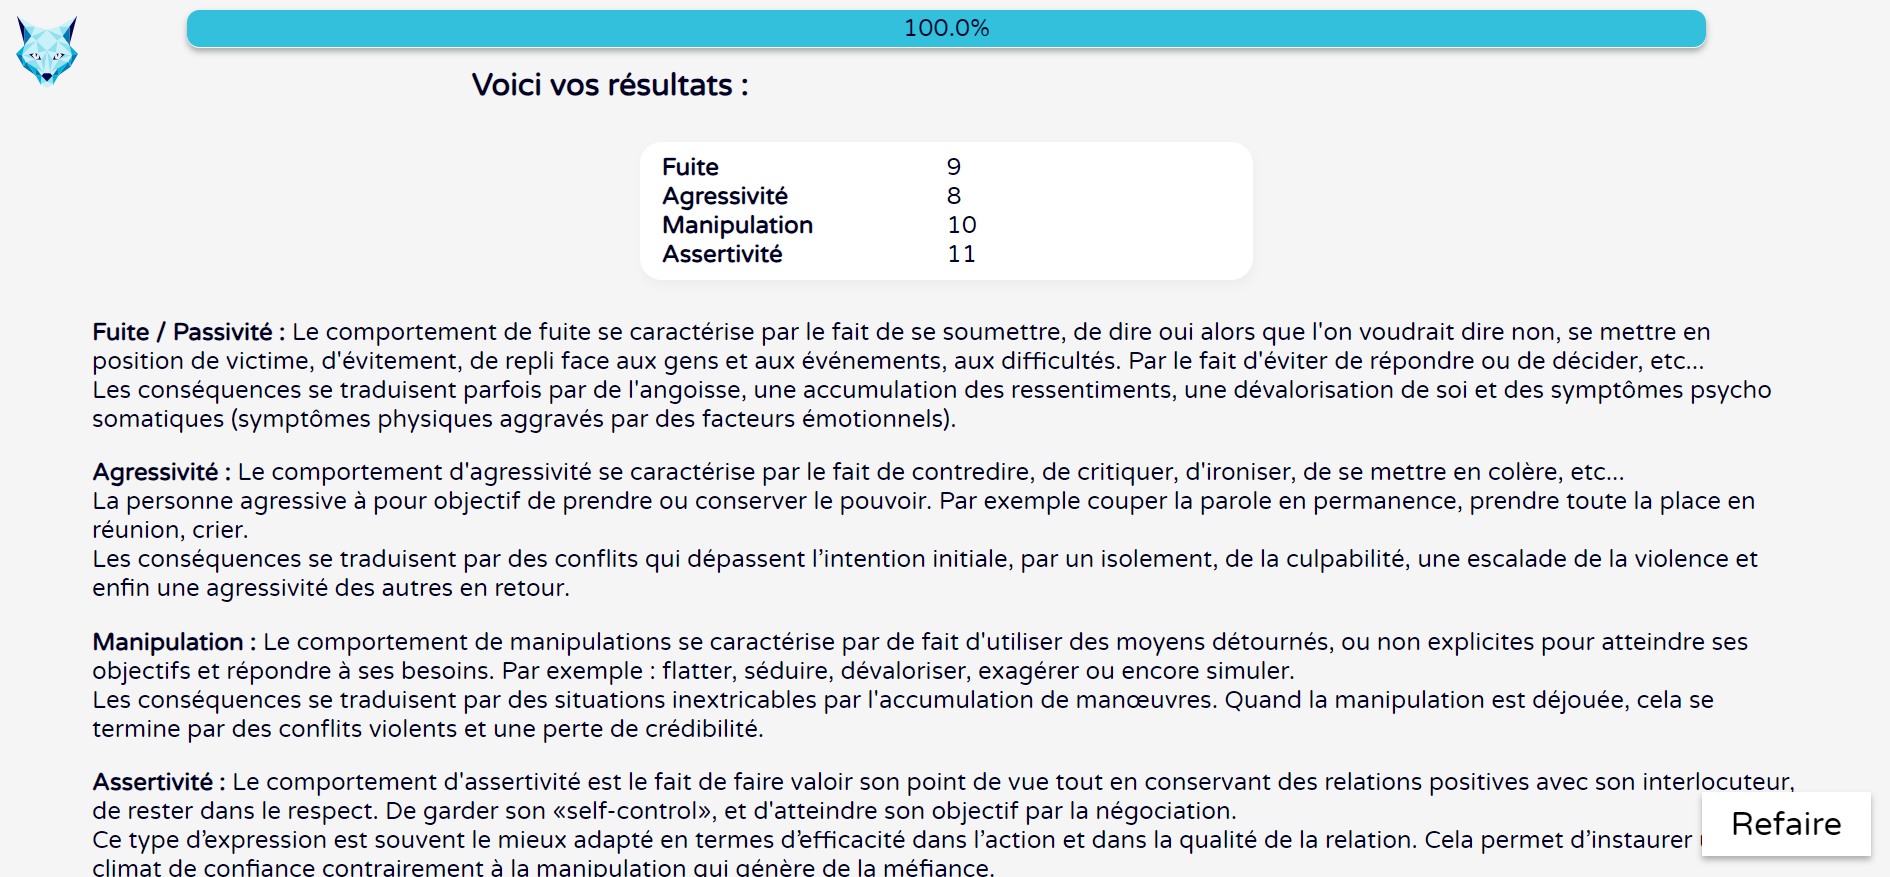 100.0%
Voici vos résultats :
Fuite 9
Agressivité 8
Manipulation 10
Assertivité 11
Fuite / Passivité : Le comportement de fuite se caractérise par le fait de se soumettre, de dire oui alors que l'on voudrait dire non, se mettre en
position de victime, d'évitement, de repli face aux gens et aux événements, aux difficultés. Par le fait d'éviter de répondre ou de décider, etc...
Les conséquences se traduisent parfois par de l'angoisse, une accumulation des ressentiments, une dévalorisation de soi et des symptômes psycho
somatiques (symptômes physiques aggravés par des facteurs émotionnels).
Agressivité : Le comportement d'agressivité se caractérise par le fait de contredire, de critiquer, d'ironiser, de se mettre en colère, etc...
La personne agressive à pour objectif de prendre ou conserver le pouvoir. Par exemple couper la parole en permanence, prendre toute la place en
réunion, crier.
Les conséquences se traduisent par des conflits qui dépassent l’intention initiale, par un isolement, de la culpabilité, une escalade de la violence et
enfin une agressivité des autres en retour.
Manipulation : Le comportement de manipulations se caractérise par de fait d'utiliser des moyens détournés, ou non explicites pour atteindre ses
objectifs et répondre à ses besoins. Par exemple : flatter, séduire, dévaloriser, exagérer ou encore simuler.
Les conséquences se traduisent par des situations inextricables par l'accumulation de manœuvres. Quand la manipulation est déjouée, cela se
termine par des conflits violents et une perte de crédibilité.
Assertivité : Le comportement d'assertivité est le fait de faire valoir son point de vue tout en conservant des relations positives avec son interlocuteur,
de rester dans le respect. De garder son «self-control», et d'atteindre son objectif par la négociation.
Ce type d’expression est souvent le mieux adapté en termes d’efficacité dans l’action et dans la qualité de la relation. Cela permet d’instaurer
climat de confiance contrairement à la manipulation qui génère de la méfiance.
Refaire